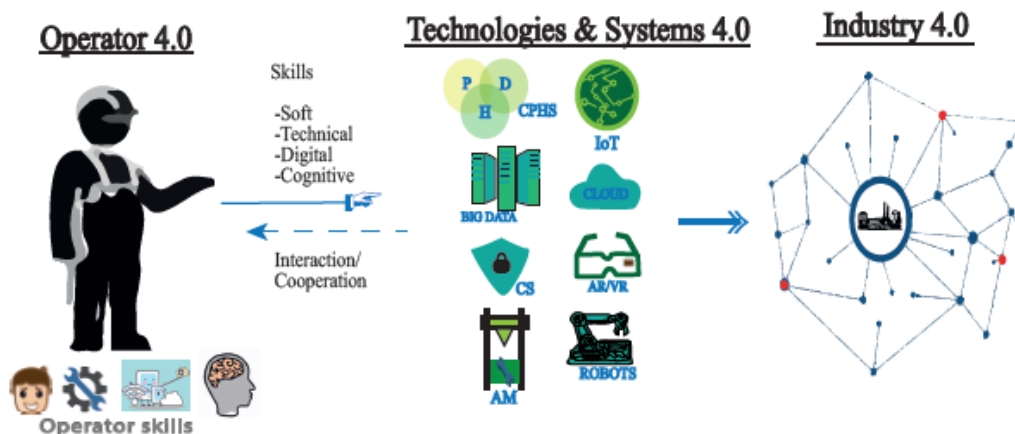 Operator 4.0
Technologies & Systems 4.0
Industry 4.0
Skills
-Soft
-Technical
-Digital
-Cognitive
Interaction/
Cooperation
P
D
H
CPHS
IoT
BIG DATA
CLOUD
CS
AR/VR
AM
ROBOTS
Operator skills